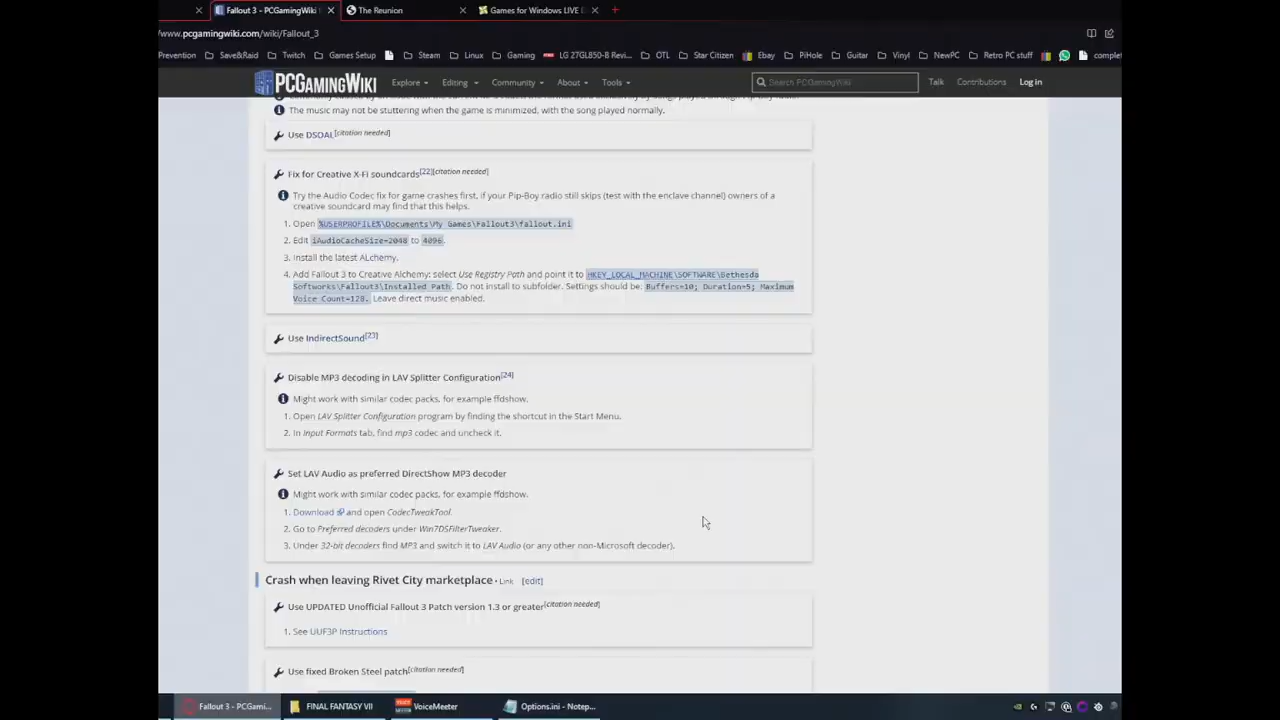 Fallout 3 - PCGamingWiki
The Reunion
Games for Windows LIVE E
www.pcgamingwiki.com/wiki/Fallout_3
Prevention
Save&Raid
Twitch
Games Setup
Steam
Linux
Gaming
LG 27GL850-B Revi...
OTL
Star Citizen
Ebay
PiHole
Guitar
Vinyl
NewPC
Retro PC stuff
complet
PCGAMINGWIKI
Explore
Editing
Community
About
Tools
Search PCGamingWiki
Talk
Contributions
Log in
The music may not be stuttering when the game is minimized, with the song played normally.
Use DSOAL[citation needed]
Fix for Creative X-Fi soundcards[22][citation needed]
Try the Audio Codec fix for game crashes first, if your Pip-Boy radio still skips (test with the enclave channel) owners of a
creative soundcard may find that this helps.
1. Open %USERPROFILE%\Documents\My Games\Fallout3\fallout.ini
2. Edit iAudioCacheSize=2048 to 4096.
3. Install the latest ALchemy.
4. Add Fallout 3 to Creative Alchemy: select Use Registry Path and point it to HKEY_LOCAL_MACHINE\SOFTWARE\Bethesda
Softworks\Fallout3\Installed Path. Do not install to subfolder. Settings should be: Buffers=10; Duration=5; Maximum
Voice Count=128. Leave direct music enabled.
Use IndirectSound[23]
Disable MP3 decoding in LAV Splitter Configuration[24]
Might work with similar codec packs, for example ffdshow.
1. Open LAV Splitter Configuration program by finding the shortcut in the Start Menu.
2. In Input Formats tab, find mp3 codec and uncheck it.
Set LAV Audio as preferred DirectShow MP3 decoder
Might work with similar codec packs, for example ffdshow.
1. Download and open CodecTweakTool.
2. Go to Preferred decoders under Win7DSFilterTweaker.
3. Under 32-bit decoders find MP3 and switch it to LAV Audio (or any other non-Microsoft decoder).
Crash when leaving Rivet City marketplace • Link [edit]
Use UPDATED Unofficial Fallout 3 Patch version 1.3 or greater[citation needed]
1. See UUF3P Instructions
Use fixed Broken Steel patch[citation needed]
Fallout 3 - PCGami...
FINAL FANTASY VII
VoiceMeeter
Options.ini - Notep...